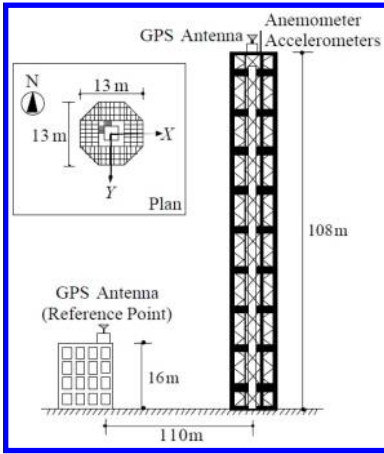 Anemometer
GPS Antenna
Accelerometers
N
13 m
13 m
X
Y
Plan
108m
GPS Antenna
(Reference Point)
16m
110m